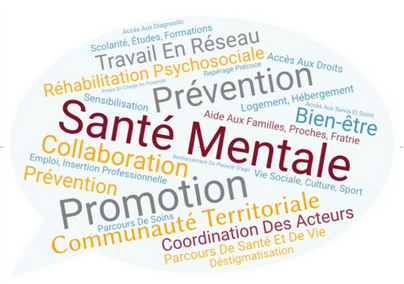 Accès Aux Diagnostic
Scolarité, Études, Formations
Travail En Réseau
Repérage Précoce
Accès Aux Droits
Réhabilitation Psychosociale
Prises En Charge De Proximité
Prévention
Logement, Hébergement
Sensibilisation
Accès Aux Suivis Et Soins
Bien-être
Aide Aux Familles, Proches, Fratrie
Santé Mentale
Collaboration
Renforcement Du Pouvoir D'agir
Emploi, Insertion Professionnelle
Vie Sociale, Culture, Sport
Prévention
Promotion
Parcours De Soins
Communauté Territoriale
Coordination Des Acteurs
Parcours De Santé Et De Vie
Déstigmatisation